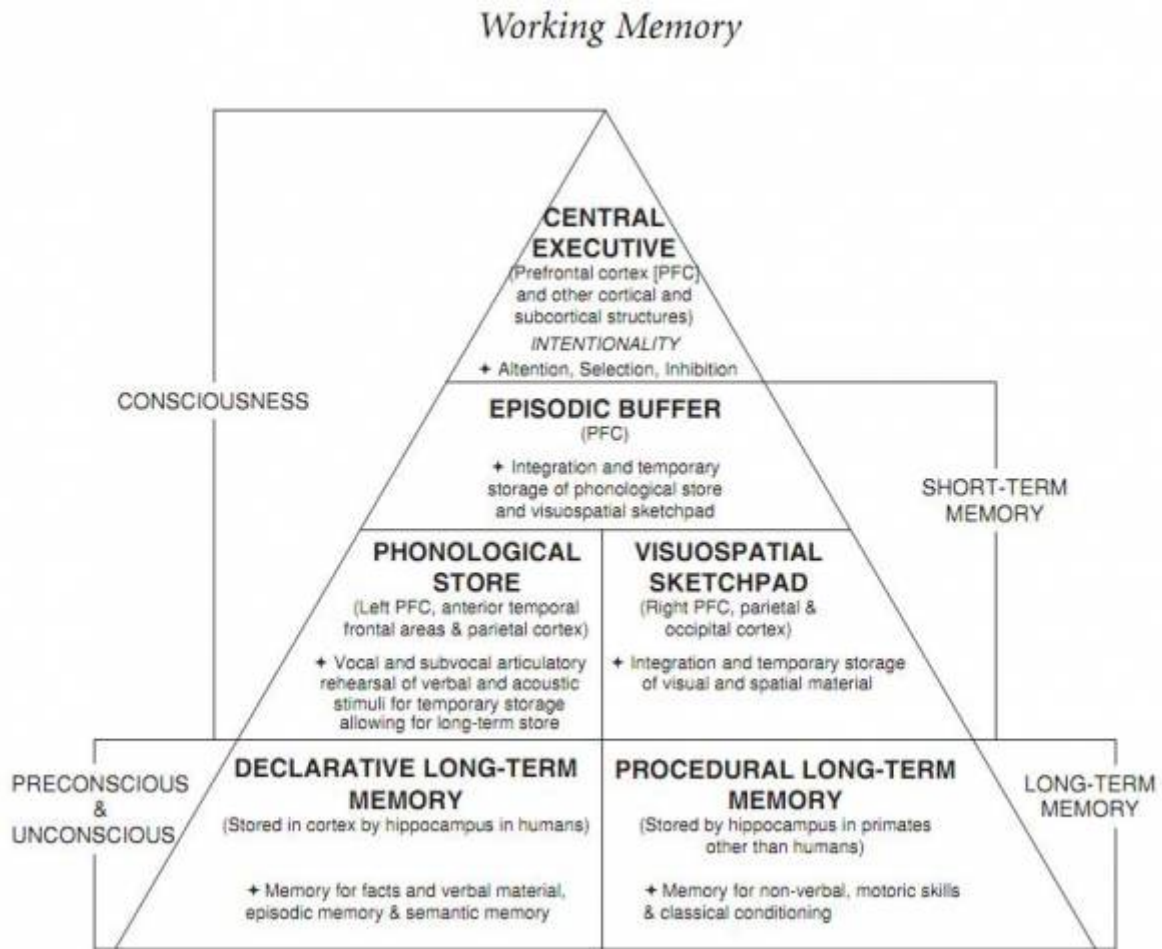 Working Memory
CENTRAL
EXECUTIVE
(Prefrontal cortex [PFC]
and other cortical and
subcortical structures)
INTENTIONALITY
✦ Altention, Selection, Inhibition
CONSCIOUSNESS
EPISODIC BUFFER
(PFC)
✦ Integration and temporary
storage of phonological store
and visuospatial sketchpad
SHORT-TERM
MEMORY
PHONOLOGICAL
STORE
(Left PFC, anterior temporal
frontal areas & parietal cortex)
✦ Vocal and subvocal articulatory
rehearsal of verbal and acoustic
stimuli for temporary storage
allowing for long-term store
VISUOSPATIAL
SKETCHPAD
(Right PFC, parietal &
occipital cortex)
✦ Integration and temporary storage
of visual and spatial material
PRECONSCIOUS
&
UNCONSCIOUS
DECLARATIVE LONG-TERM
MEMORY
(Stored in cortex by hippocampus in humans)
✦ Memory for facts and verbal material,
episodic memory & semantic memory
PROCEDURAL LONG-TERM
MEMORY
(Stored by hippocampus in primates
other than humans)
✦ Memory for non-verbal, motoric skills
& classical conditioning
LONG-TERM
MEMORY